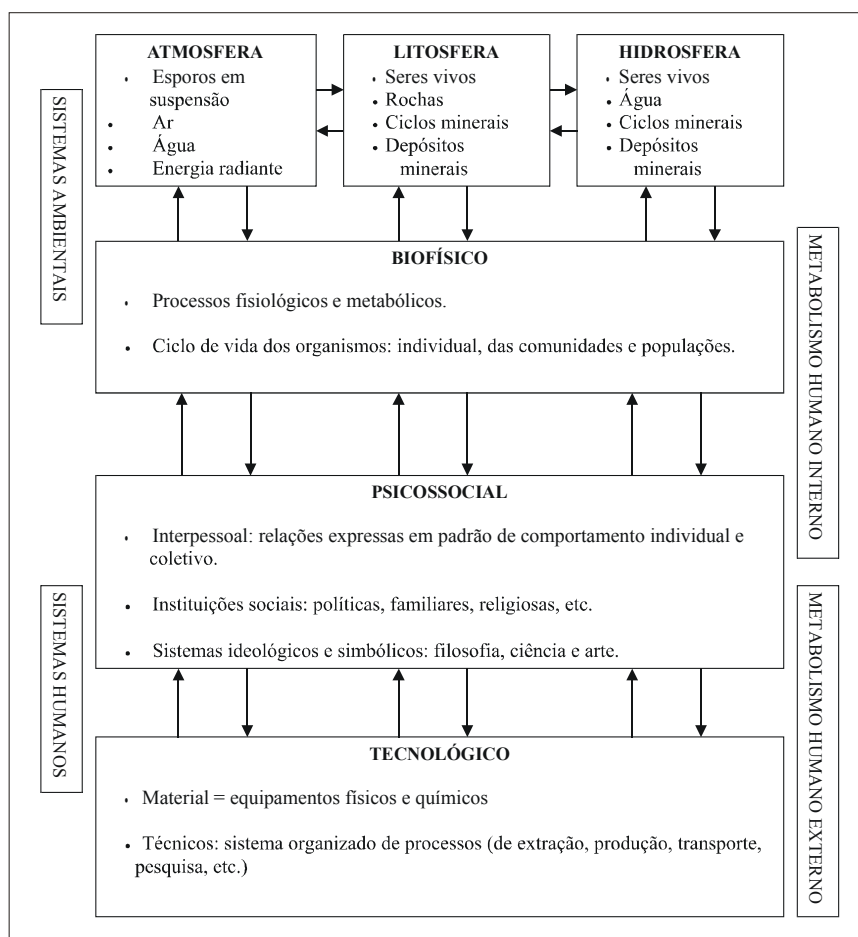 ATMOSFERA
• Esporos em
suspensão
• Ar
• Água
• Energia radiante
LITOSFERA
• Seres vivos
• Rochas
• Ciclos minerais
• Depósitos
minerais
HIDROSFERA
• Seres vivos
• Água
• Ciclos minerais
• Depósitos
minerais
SISTEMAS AMBIENTAIS
BIOFÍSICO
• Processos fisiológicos e metabólicos.
• Ciclo de vida dos organismos: individual, das comunidades e populações.
METABOLISMO HUMANO INTERNO
PSICOSSOCIAL
• Interpessoal: relações expressas em padrão de comportamento individual e
coletivo.
• Instituições sociais: políticas, familiares, religiosas, etc.
• Sistemas ideológicos e simbólicos: filosofia, ciência e arte.
SISTEMAS HUMANOS
TECNOLÓGICO
• Material = equipamentos físicos e químicos
• Técnicos: sistema organizado de processos (de extração, produção, transporte,
pesquisa, etc.)
METABOLISMO HUMANO EXTERNO